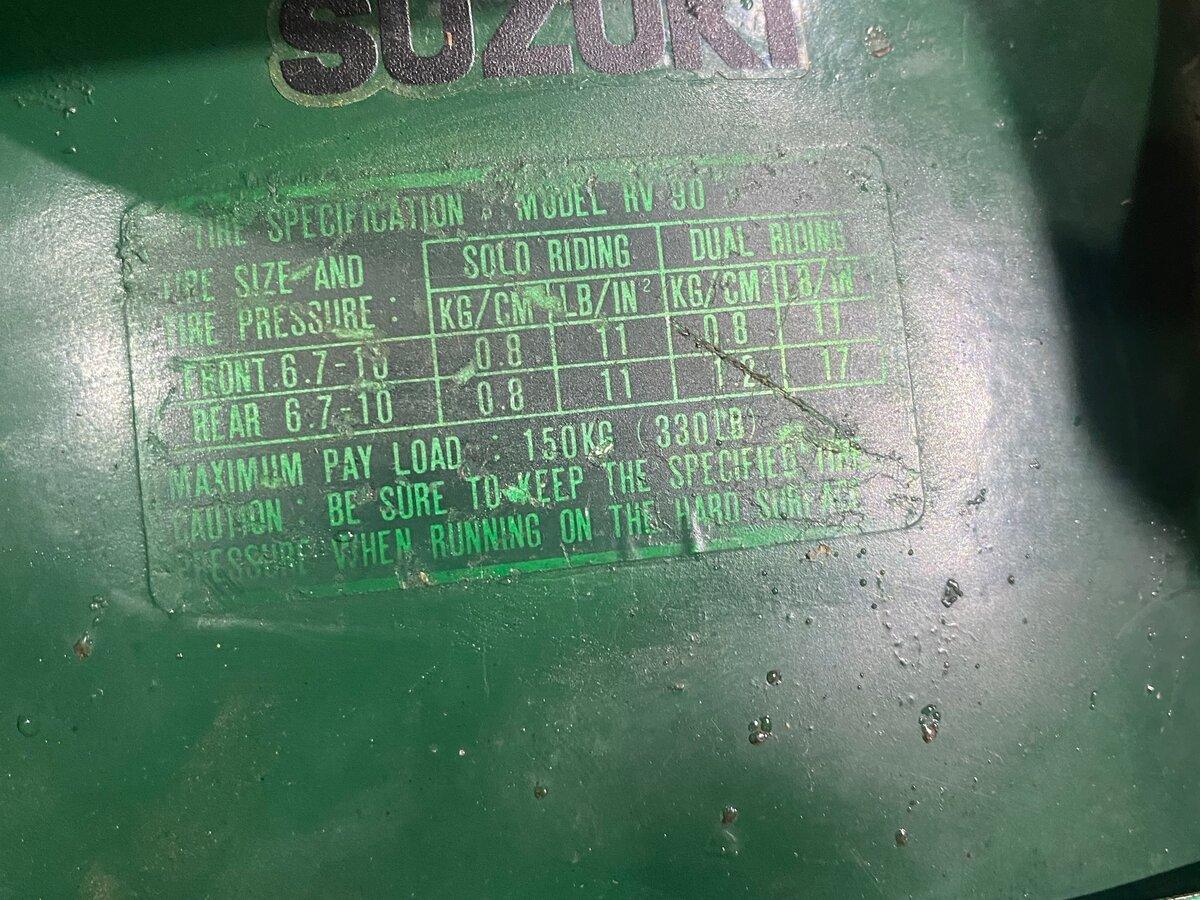 SUZUKI
TIRE SPECIFICATION : MODEL RV 90
TIRE SIZE AND SOLO RIDING DUAL RIDING
TIRE PRESSURE : KG/CM² LB/IN² KG/CM² LB/IN²
FRONT 6.7-10 0.8 11 0.8 11
REAR 6.7-10 0.8 11 1.2 17
MAXIMUM PAY LOAD : 150KG (330LB)
CAUTION : BE SURE TO KEEP THE SPECIFIED TIRE
PRESSURE WHEN RUNNING ON THE HARD SURFACE